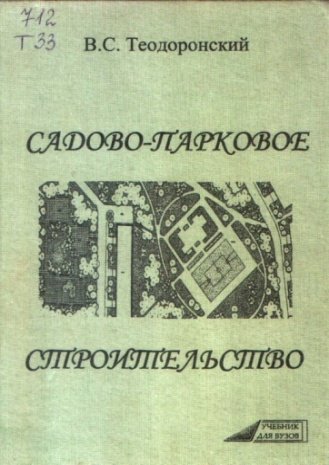 712
Т 33
В.С. Теодоронский
САДОВО-ПАРКОВОЕ
СТРОИТЕЛЬСТВО
УЧЕБНИК
ДЛЯ ВУЗОВ